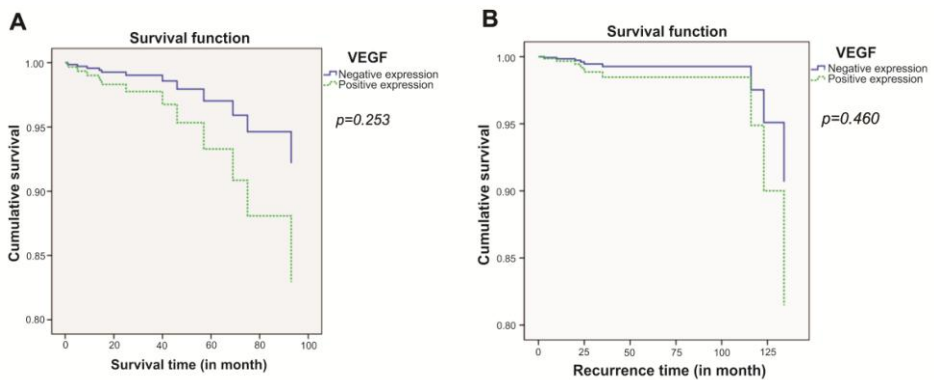 A
Survival function
1.00
0.95
0.90
0.85
0.80
0
20
40
60
80
100
Cumulative survival
Survival time (in month)
VEGF
Negative expression
Positive expression
p=0.253
B
Survival function
1.00
0.95
0.90
0.85
0.80
0
25
50
75
100
125
Cumulative survival
Recurrence time (in month)
VEGF
Negative expression
Positive expression
p=0.460